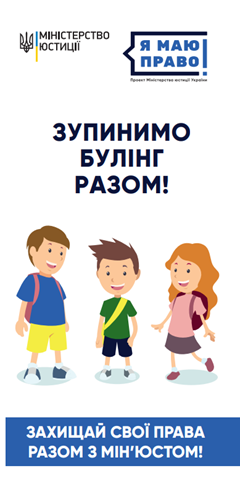 МІНІСТЕРСТВО
ЮСТИЦІЇ
Я МАЮ
ПРАВО!
Проект Міністерства юстиції України
ЗУПИНИМО
БУЛІНГ
РАЗОМ!
ЗАХИЩАЙ СВОЇ ПРАВА
РАЗОМ З МІН’ЮСТОМ!